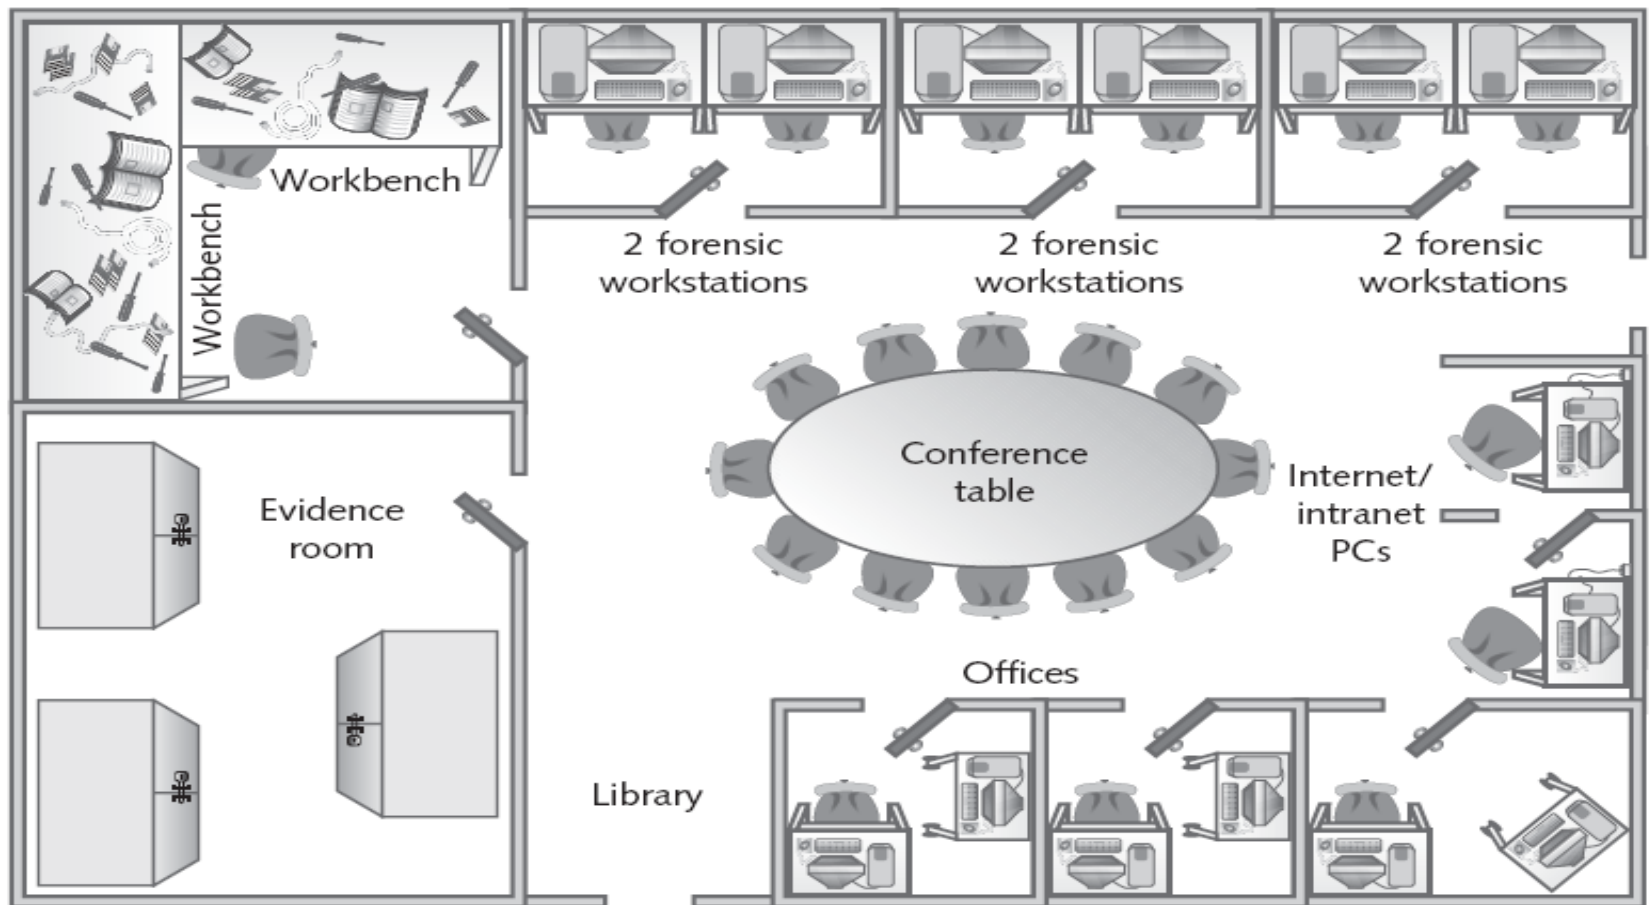 Workbench
Workbench
2 forensic
workstations
2 forensic
workstations
2 forensic
workstations
Evidence
room
Conference
table
Internet/
intranet
PCs
Offices
Library